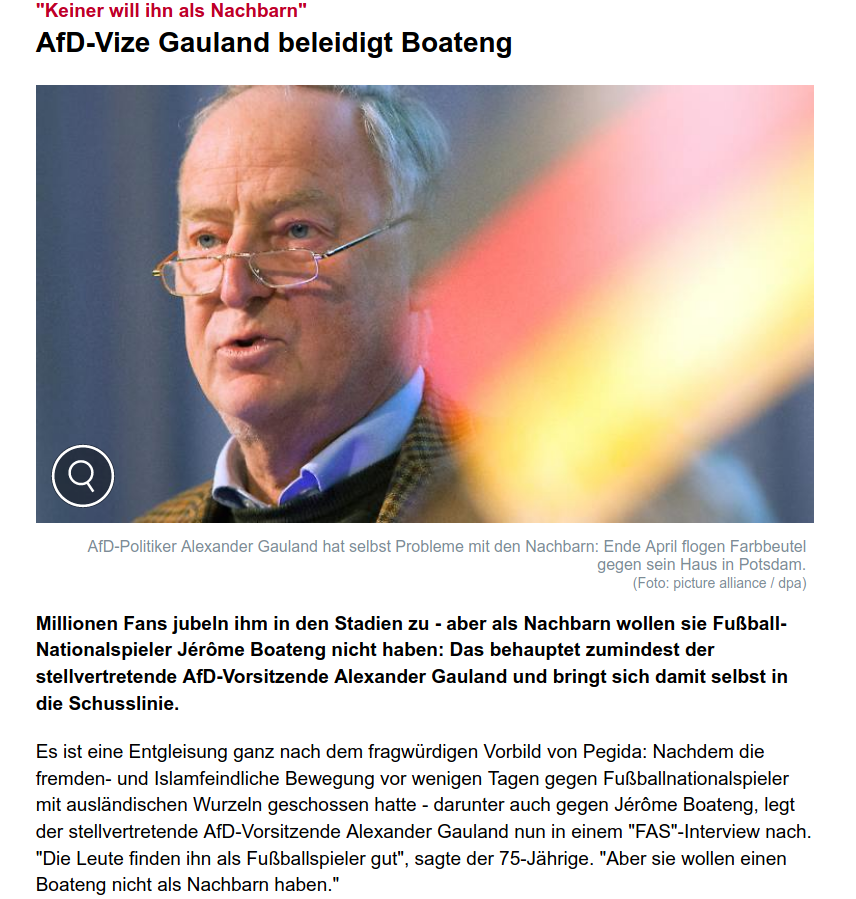 "Keiner will ihn als Nachbarn"
AfD-Vize Gauland beleidigt Boateng
AfD-Politiker Alexander Gauland hat selbst Probleme mit den Nachbarn: Ende April flogen Farbbeutel
gegen sein Haus in Potsdam.
(Foto: picture alliance / dpa)
Millionen Fans jubeln ihm in den Stadien zu - aber als Nachbarn wollen sie Fußball-
Nationalspieler Jérôme Boateng nicht haben: Das behauptet zumindest der
stellvertretende AfD-Vorsitzende Alexander Gauland und bringt sich damit selbst in
die Schusslinie.
Es ist eine Entgleisung ganz nach dem fragwürdigen Vorbild von Pegida: Nachdem die
fremden- und Islamfeindliche Bewegung vor wenigen Tagen gegen Fußballnationalspieler
mit ausländischen Wurzeln geschossen hatte - darunter auch gegen Jérôme Boateng, legt
der stellvertretende AfD-Vorsitzende Alexander Gauland nun in einem "FAS"-Interview nach.
"Die Leute finden ihn als Fußballspieler gut", sagte der 75-Jährige. "Aber sie wollen einen
Boateng nicht als Nachbarn haben."